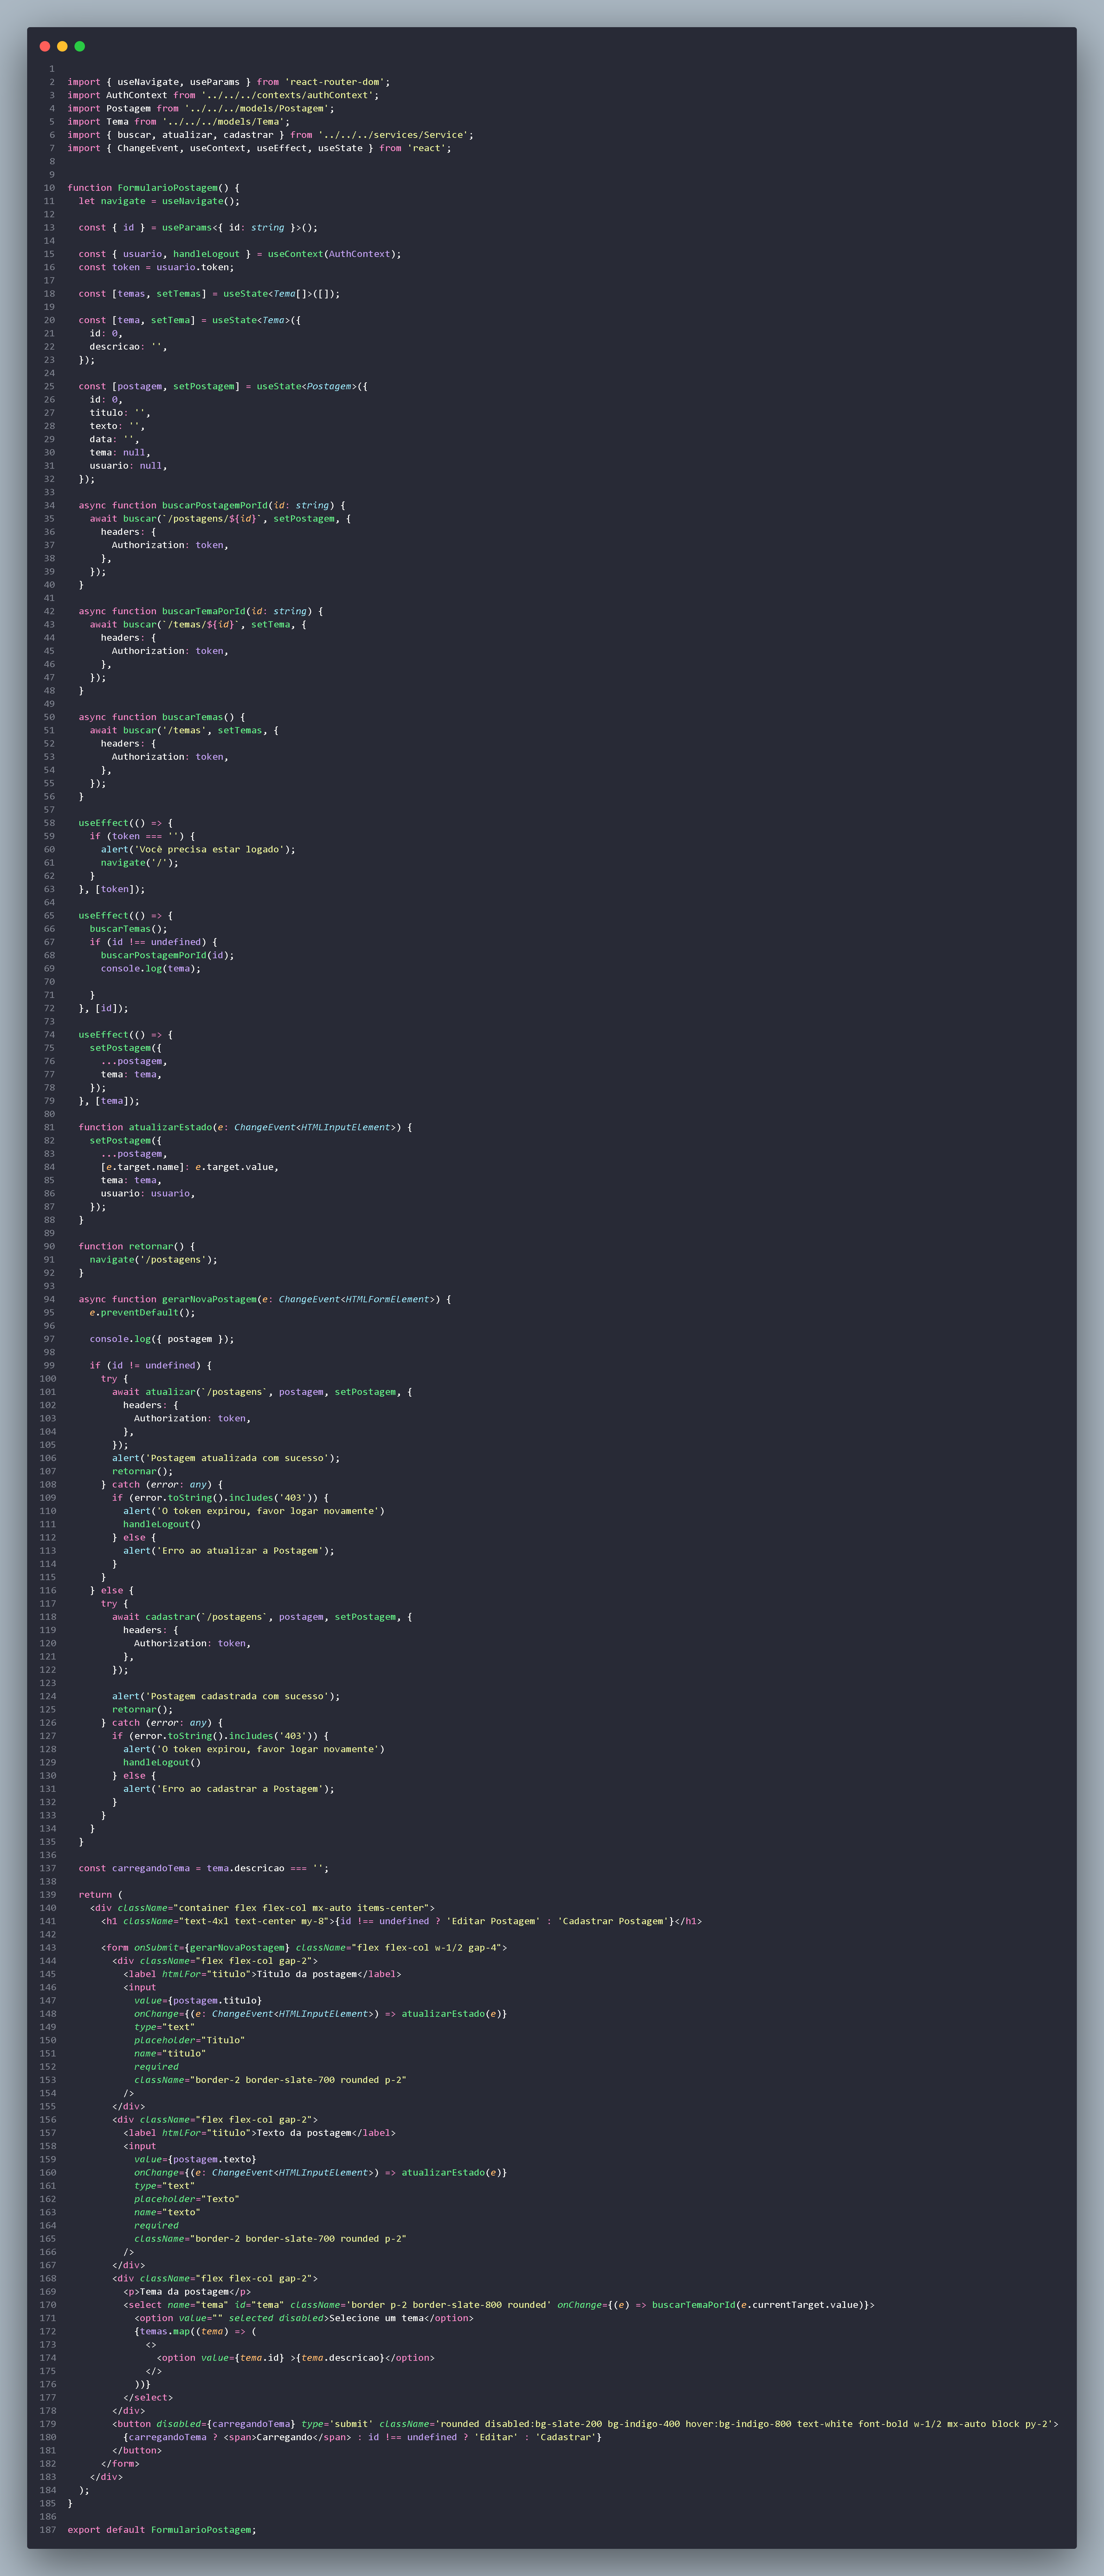 1
2 import { useNavigate, useParams } from 'react-router-dom';
3 import AuthContext from '../../../contexts/authContext';
4 import Postagem from '../../../models/Postagem';
5 import Tema from '../../../models/Tema';
6 import { buscar, atualizar, cadastrar } from '../../../services/Service';
7 import { ChangeEvent, useContext, useEffect, useState } from 'react';
8
9
10 function FormularioPostagem() {
11   let navigate = useNavigate();
12
13   const { id } = useParams<{ id: string }>();
14
15   const { usuario, handleLogout } = useContext(AuthContext);
16   const token = usuario.token;
17
18   const [temas, setTemas] = useState<Tema[]>([]);
19
20   const [tema, setTema] = useState<Tema>({
21     id: 0,
22     descricao: '',
23   });
24
25   const [postagem, setPostagem] = useState<Postagem>({
26     id: 0,
27     titulo: '',
28     texto: '',
29     data: '',
30     tema: null,
31     usuario: null,
32   });
33
34   async function buscarPostagemPorId(id: string) {
35     await buscar(`/postagens/${id}`, setPostagem, {
36       headers: {
37         Authorization: token,
38       },
39     });
40   }
41
42   async function buscarTemaPorId(id: string) {
43     await buscar(`/temas/${id}`, setTema, {
44       headers: {
45         Authorization: token,
46       },
47     });
48   }
49
50   async function buscarTemas() {
51     await buscar('/temas', setTemas, {
52       headers: {
53         Authorization: token,
54       },
55     });
56   }
57
58   useEffect(() => {
59     if (token === '') {
60       alert('Você precisa estar logado');
61       navigate('/');
62     }
63   }, [token]);
64
65   useEffect(() => {
66     buscarTemas();
67     if (id !== undefined) {
68       buscarPostagemPorId(id);
69       console.log(tema);
70
71     }
72   }, [id]);
73
74   useEffect(() => {
75     setPostagem({
76       ...postagem,
77       tema: tema,
78     });
79   }, [tema]);
80
81   function atualizarEstado(e: ChangeEvent<HTMLInputElement>) {
82     setPostagem({
83       ...postagem,
84       [e.target.name]: e.target.value,
85       tema: tema,
86       usuario: usuario,
87     });
88   }
89
90   function retornar() {
91     navigate('/postagens');
92   }
93
94   async function gerarNovaPostagem(e: ChangeEvent<HTMLFormElement>) {
95     e.preventDefault();
96
97     console.log({ postagem });
98
99     if (id != undefined) {
100       try {
101         await atualizar(`/postagens`, postagem, setPostagem, {
102           headers: {
103             Authorization: token,
104           },
105         });
106         alert('Postagem atualizada com sucesso');
107         retornar();
108       } catch (error: any) {
109         if (error.toString().includes('403')) {
110           alert('O token expirou, favor logar novamente')
111           handleLogout()
112         } else {
113           alert('Erro ao atualizar a Postagem');
114         }
115       }
116     } else {
117       try {
118         await cadastrar(`/postagens`, postagem, setPostagem, {
119           headers: {
120             Authorization: token,
121           },
122         });
123
124         alert('Postagem cadastrada com sucesso');
125         retornar();
126       } catch (error: any) {
127         if (error.toString().includes('403')) {
128           alert('O token expirou, favor logar novamente')
129           handleLogout()
130         } else {
131           alert('Erro ao cadastrar a Postagem');
132         }
133       }
134     }
135   }
136
137   const carregandoTema = tema.descricao === '';
138
139   return (
140     <div className="container flex flex-col mx-auto items-center">
141       <h1 className="text-4xl text-center my-8">{id !== undefined ? 'Editar Postagem' : 'Cadastrar Postagem'}</h1>
142
143       <form onSubmit={gerarNovaPostagem} className="flex flex-col w-1/2 gap-4">
144         <div className="flex flex-col gap-2">
145           <label htmlFor="titulo">Titulo da postagem</label>
146           <input
147             value={postagem.titulo}
148             onChange={(e: ChangeEvent<HTMLInputElement>) => atualizarEstado(e)}
149             type="text"
150             placeholder="Titulo"
151             name="titulo"
152             required
153             className="border-2 border-slate-700 rounded p-2"
154           />
155         </div>
156         <div className="flex flex-col gap-2">
157           <label htmlFor="titulo">Texto da postagem</label>
158           <input
159             value={postagem.texto}
160             onChange={(e: ChangeEvent<HTMLInputElement>) => atualizarEstado(e)}
161             type="text"
162             placeholder="Texto"
163             name="texto"
164             required
165             className="border-2 border-slate-700 rounded p-2"
166           />
167         </div>
168         <div className="flex flex-col gap-2">
169           <p>Tema da postagem</p>
170           <select name="tema" id="tema" className='border p-2 border-slate-800 rounded' onChange={(e) => buscarTemaPorId(e.currentTarget.value)}>
171             <option value="" selected disabled>Selecione um tema</option>
172             {temas.map((tema) => (
173               <>
174                 <option value={tema.id} >{tema.descricao}</option>
175               </>
176             ))}
177           </select>
178         </div>
179         <button disabled={carregandoTema} type='submit' className='rounded disabled:bg-slate-200 bg-indigo-400 hover:bg-indigo-800 text-white font-bold w-1/2 mx-auto block py-2'>
180           {carregandoTema ? <span>Carregando</span> : id !== undefined ? 'Editar' : 'Cadastrar'}
181         </button>
182       </form>
183     </div>
184   );
185 }
186
187 export default FormularioPostagem;